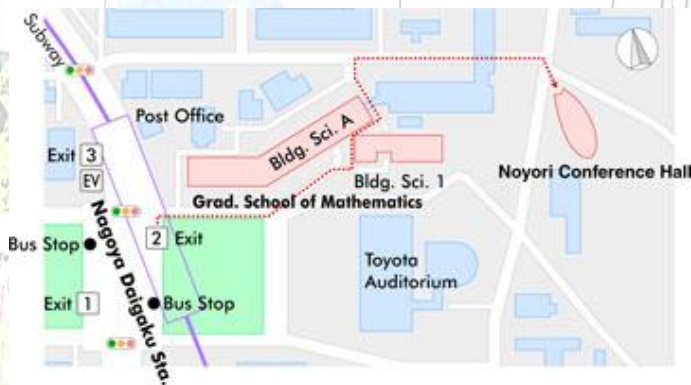 Subway
Post Office
Exit 3
EV
Bldg. Sci. A
Bldg. Sci. 1
Noyori Conference Hall
Grad. School of Mathematics
2 Exit
Bus Stop
Nagoya Daigaku Sta.
Toyota
Auditorium
Exit 1
Bus Stop